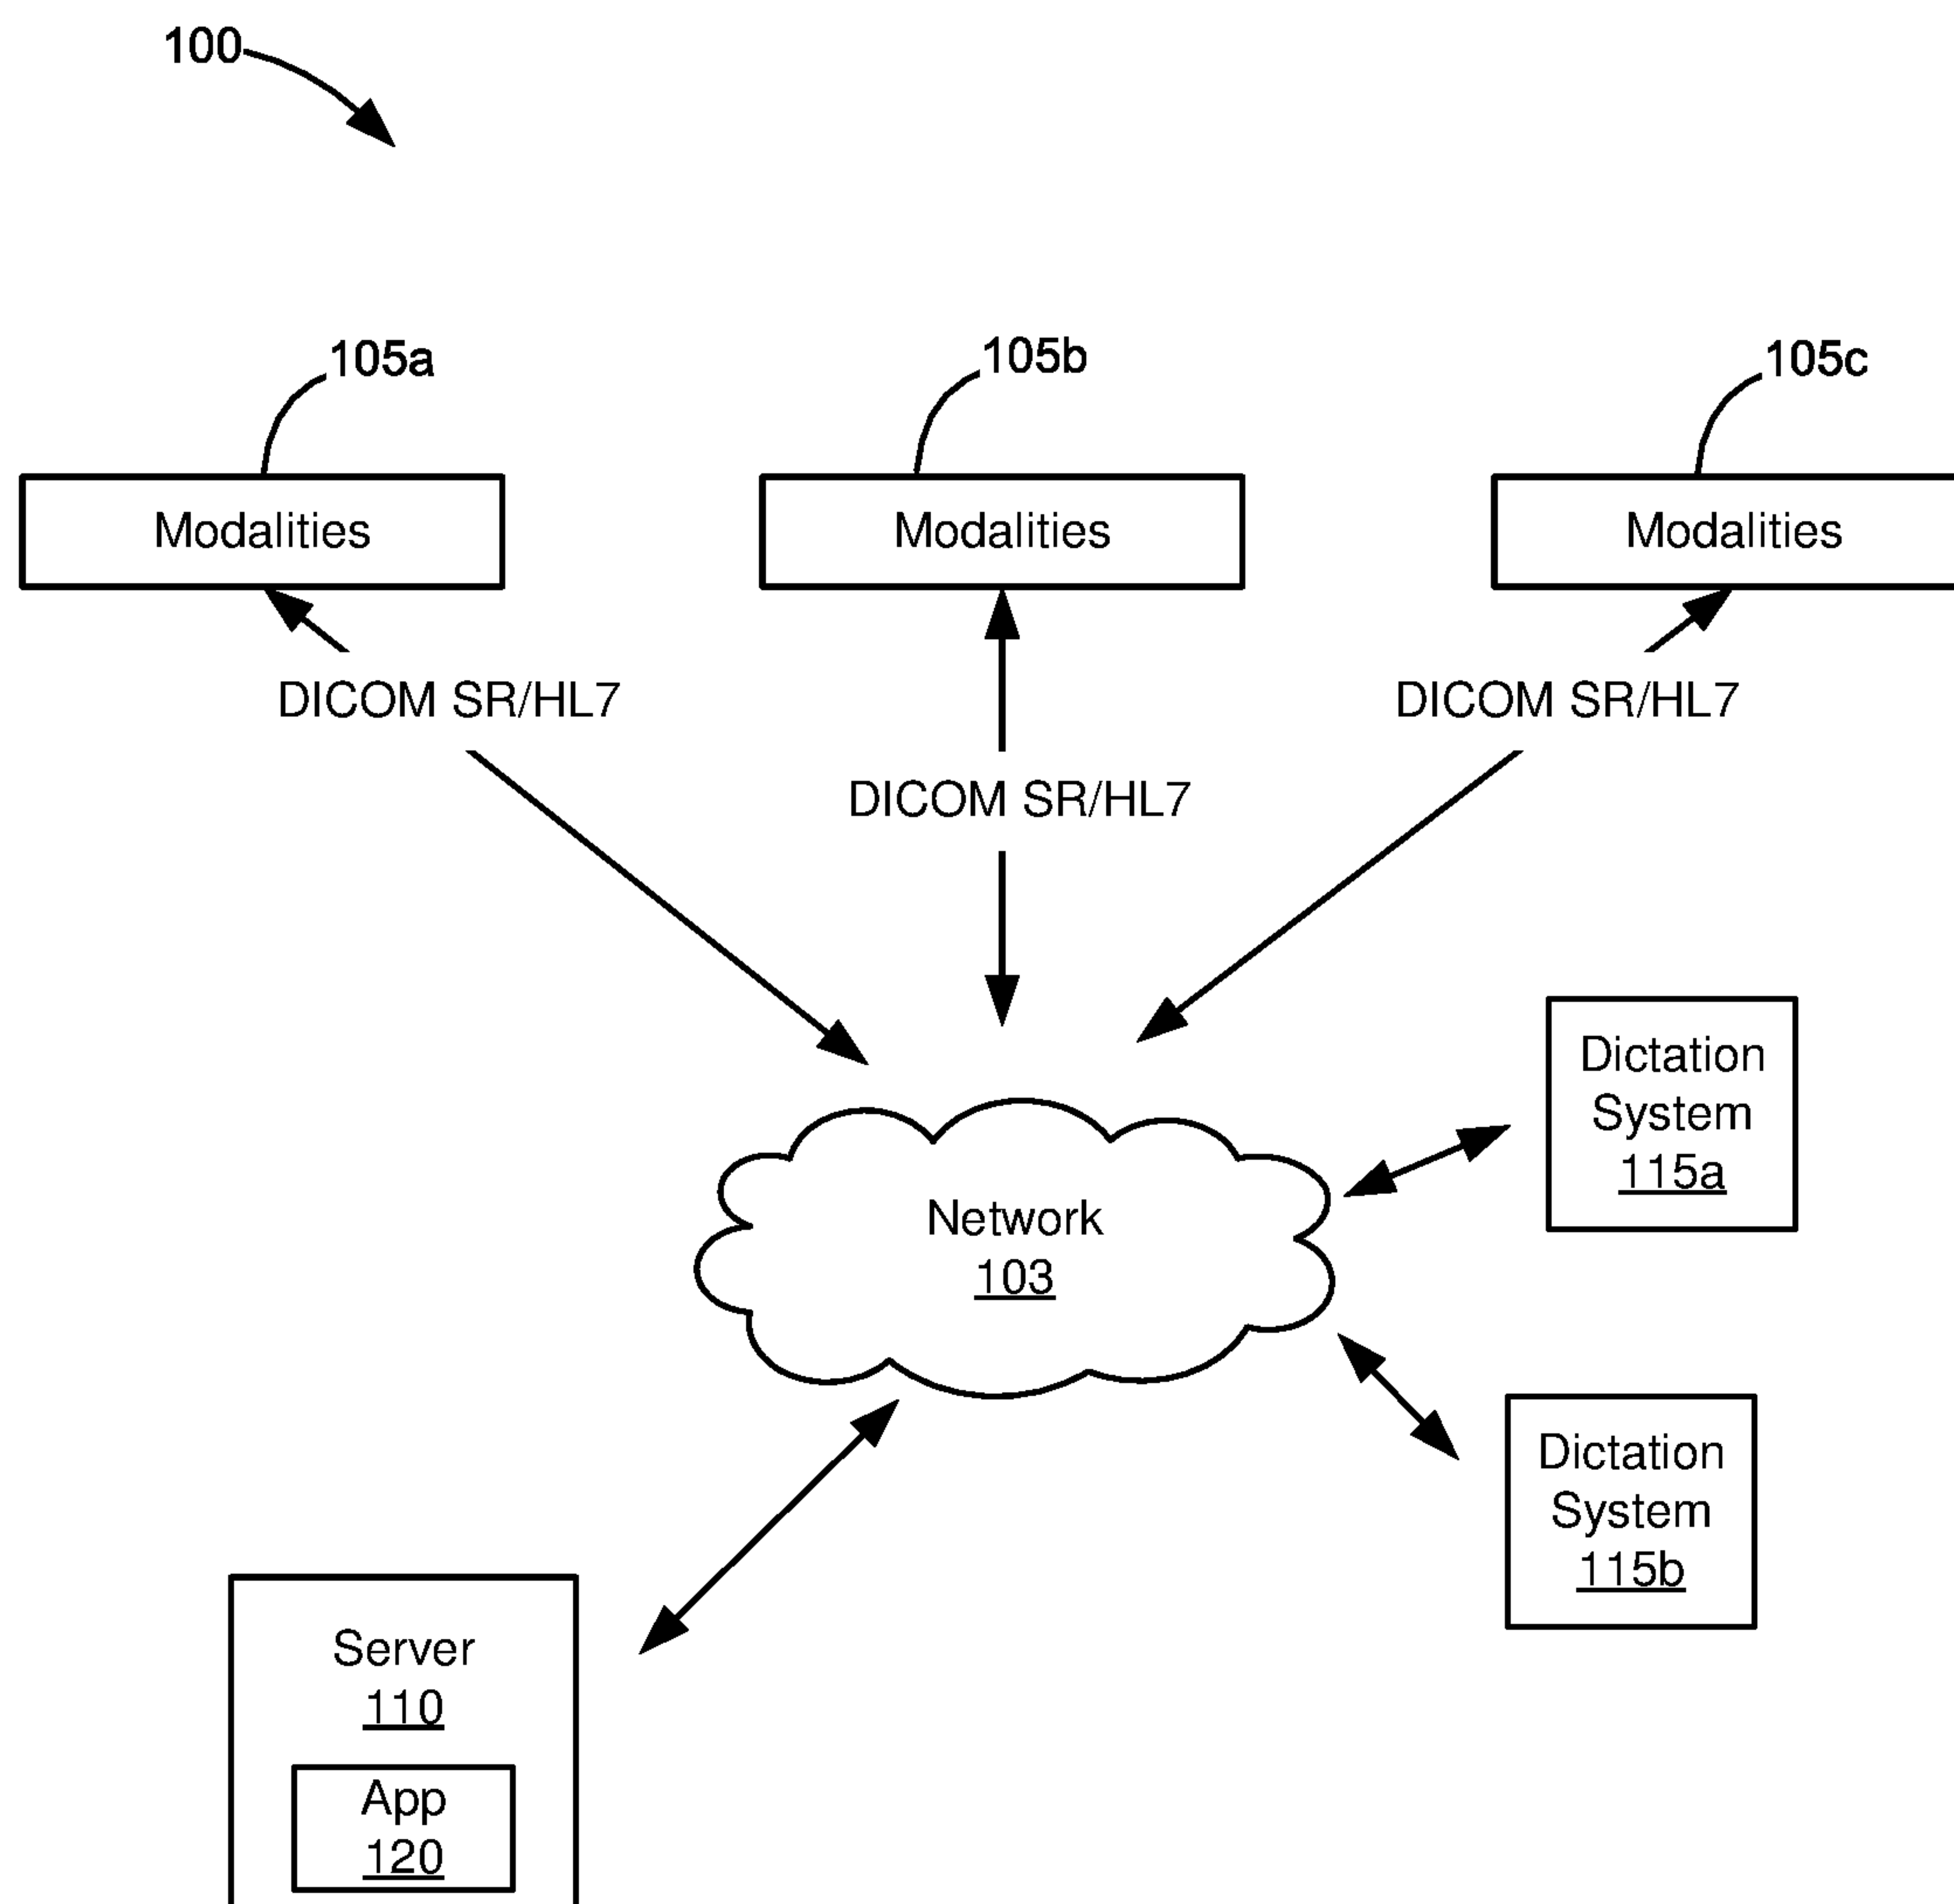 100
105a
105b
105c
Modalities
Modalities
Modalities
DICOM SR/HL7
DICOM SR/HL7
DICOM SR/HL7
Dictation
System
115a
Network
103
Dictation
System
115b
Server
110
App
120